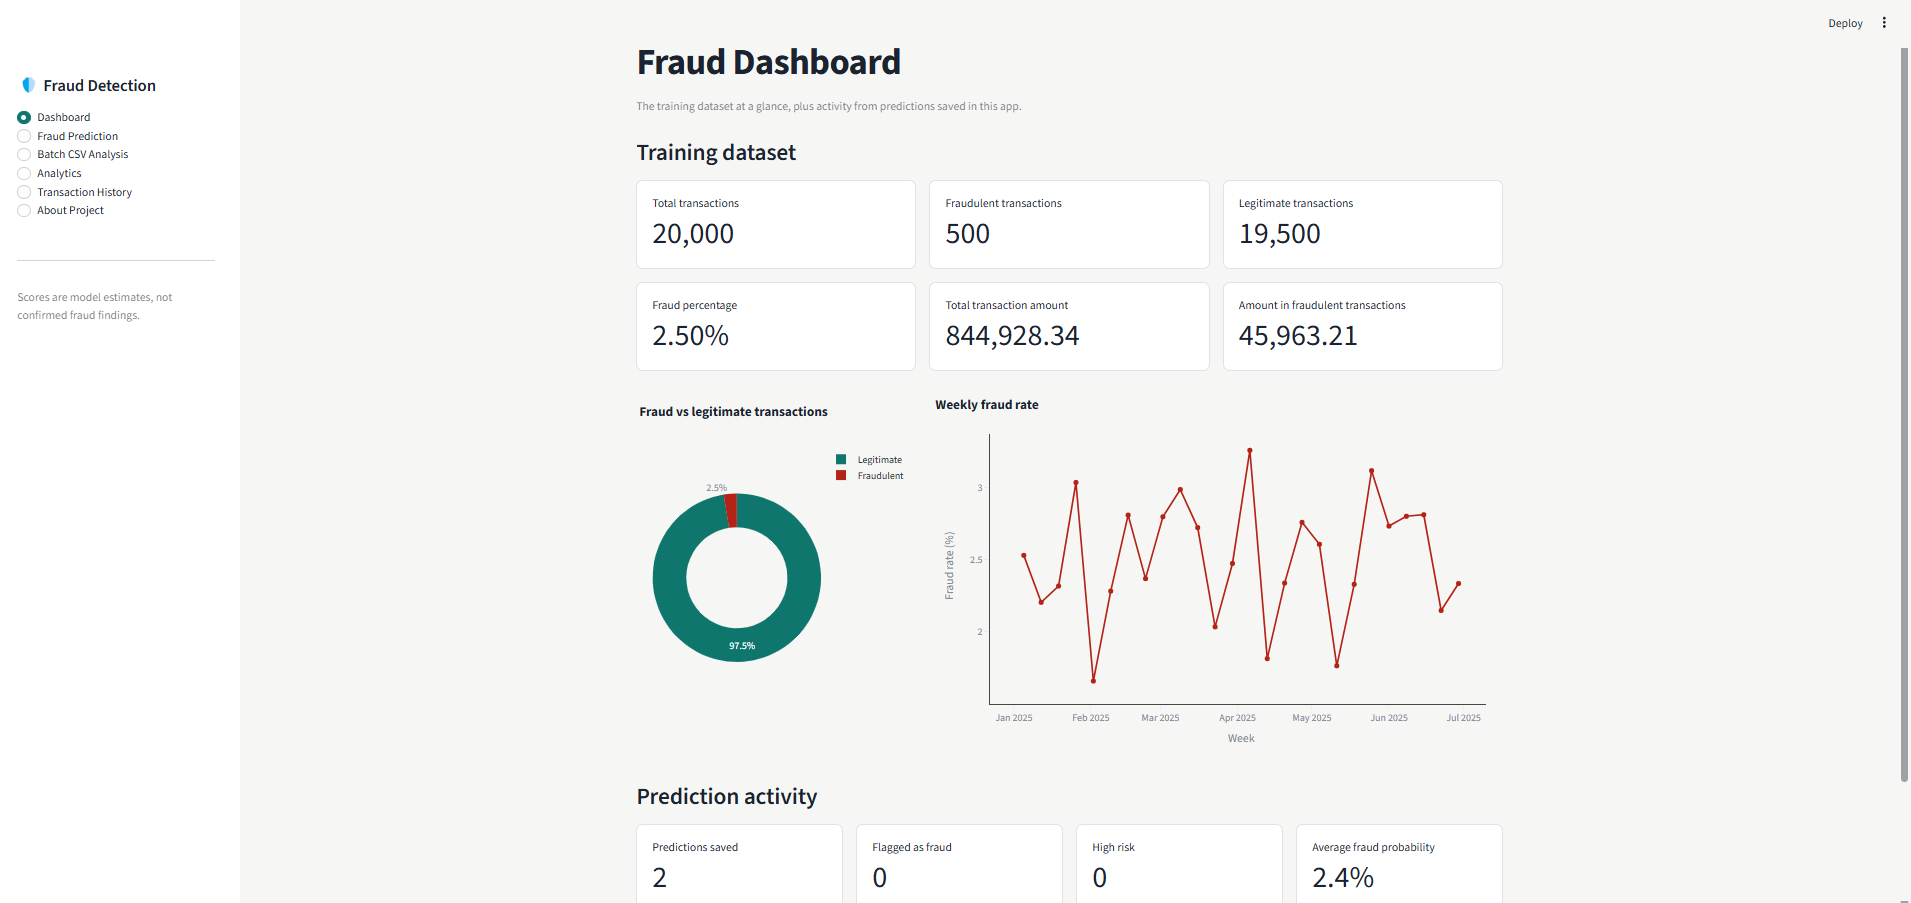 Deploy
Fraud Detection
Dashboard
Fraud Prediction
Batch CSV Analysis
Analytics
Transaction History
About Project
Scores are model estimates, not
confirmed fraud findings.
Fraud Dashboard
The training dataset at a glance, plus activity from predictions saved in this app.
Training dataset
Total transactions
20,000
Fraudulent transactions
500
Legitimate transactions
19,500
Fraud percentage
2.50%
Total transaction amount
844,928.34
Amount in fraudulent transactions
45,963.21
Fraud vs legitimate transactions
Legitimate
Fraudulent
2.5%
97.5%
Weekly fraud rate
3
2.5
2
Fraud rate (%)
Jan 2025 Feb 2025 Mar 2025 Apr 2025 May 2025 Jun 2025 Jul 2025
Week
Prediction activity
Predictions saved
2
Flagged as fraud
0
High risk
0
Average fraud probability
2.4%